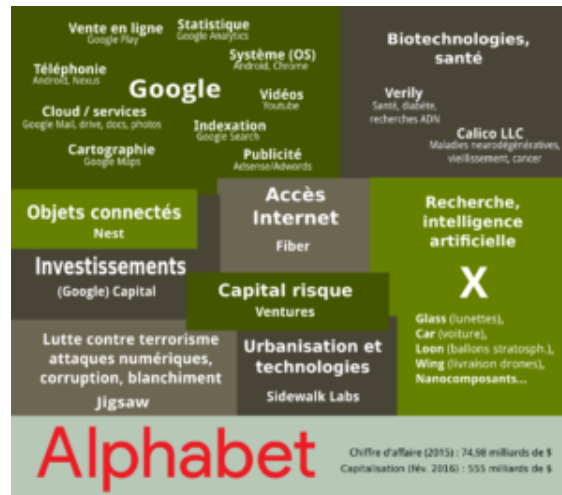 Vente en ligne
Google Play
Statistique
Google Analytics
Téléphonie
Android, Nexus
Google
Système (OS)
Android, Chrome
Vidéos
Youtube
Cloud / services
Google Mail, drive, docs, photos
Indexation
Google Search
Cartographie
Google Maps
Publicité
Adsense/Adwords
Biotechnologies,
santé
Verily
Santé, diabète,
recherches ADN
Calico LLC
Maladies neurodégénératives,
vieillissement, cancer
Objets connectés
Nest
Accès
Internet
Fiber
Recherche,
intelligence
artificielle
X
Glass (lunettes),
Car (voiture),
Loon (ballons stratosph.),
Wing (livraison drones),
Nanocomposants...
Investissements
(Google) Capital
Capital risque
Ventures
Lutte contre terrorisme
attaques numériques,
corruption, blanchiment
Jigsaw
Urbanisation et
technologies
Sidewalk Labs
Alphabet
Chiffre d'affaire (2015) : 74,98 milliards de $
Capitalisation (fév. 2016) : 555 milliards de $